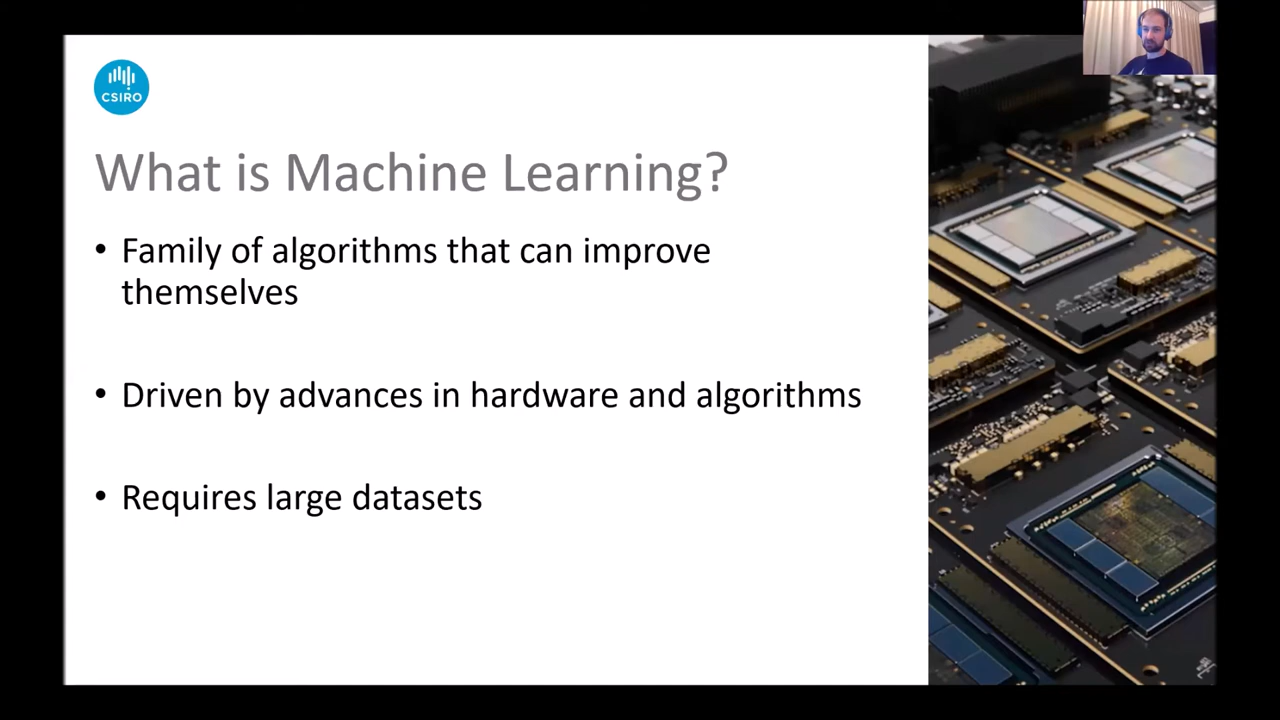 CSIRO
What is Machine Learning?
• Family of algorithms that can improve
themselves
• Driven by advances in hardware and algorithms
• Requires large datasets